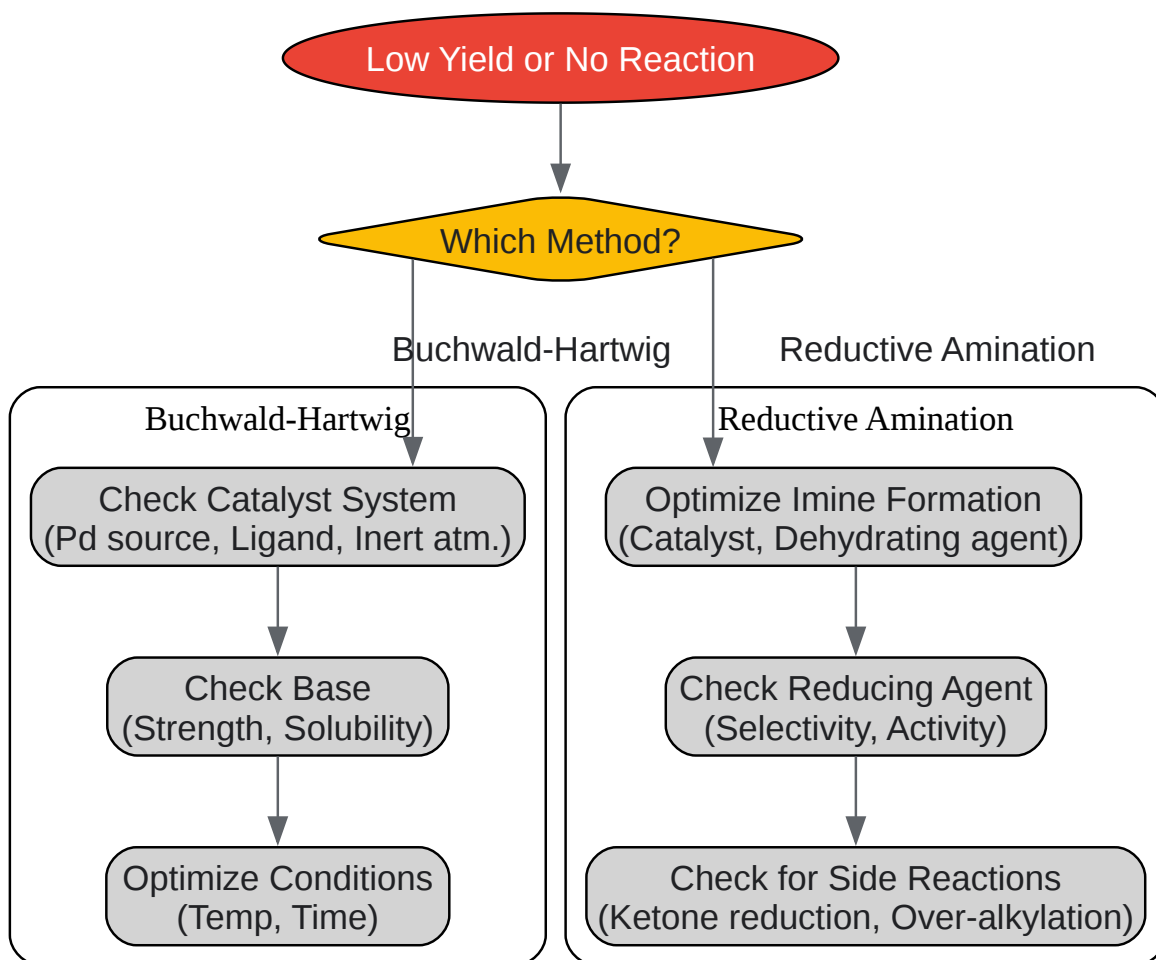 Low Yield or No Reaction
Which Method?
Buchwald-Hartwig
Reductive Amination
Buchwald-Hartwig
Check Catalyst System
(Pd source, Ligand, Inert atm.)
Check Base
(Strength, Solubility)
Optimize Conditions
(Temp, Time)
Reductive Amination
Optimize Imine Formation
(Catalyst, Dehydrating agent)
Check Reducing Agent
(Selectivity, Activity)
Check for Side Reactions
(Ketone reduction, Over-alkylation)